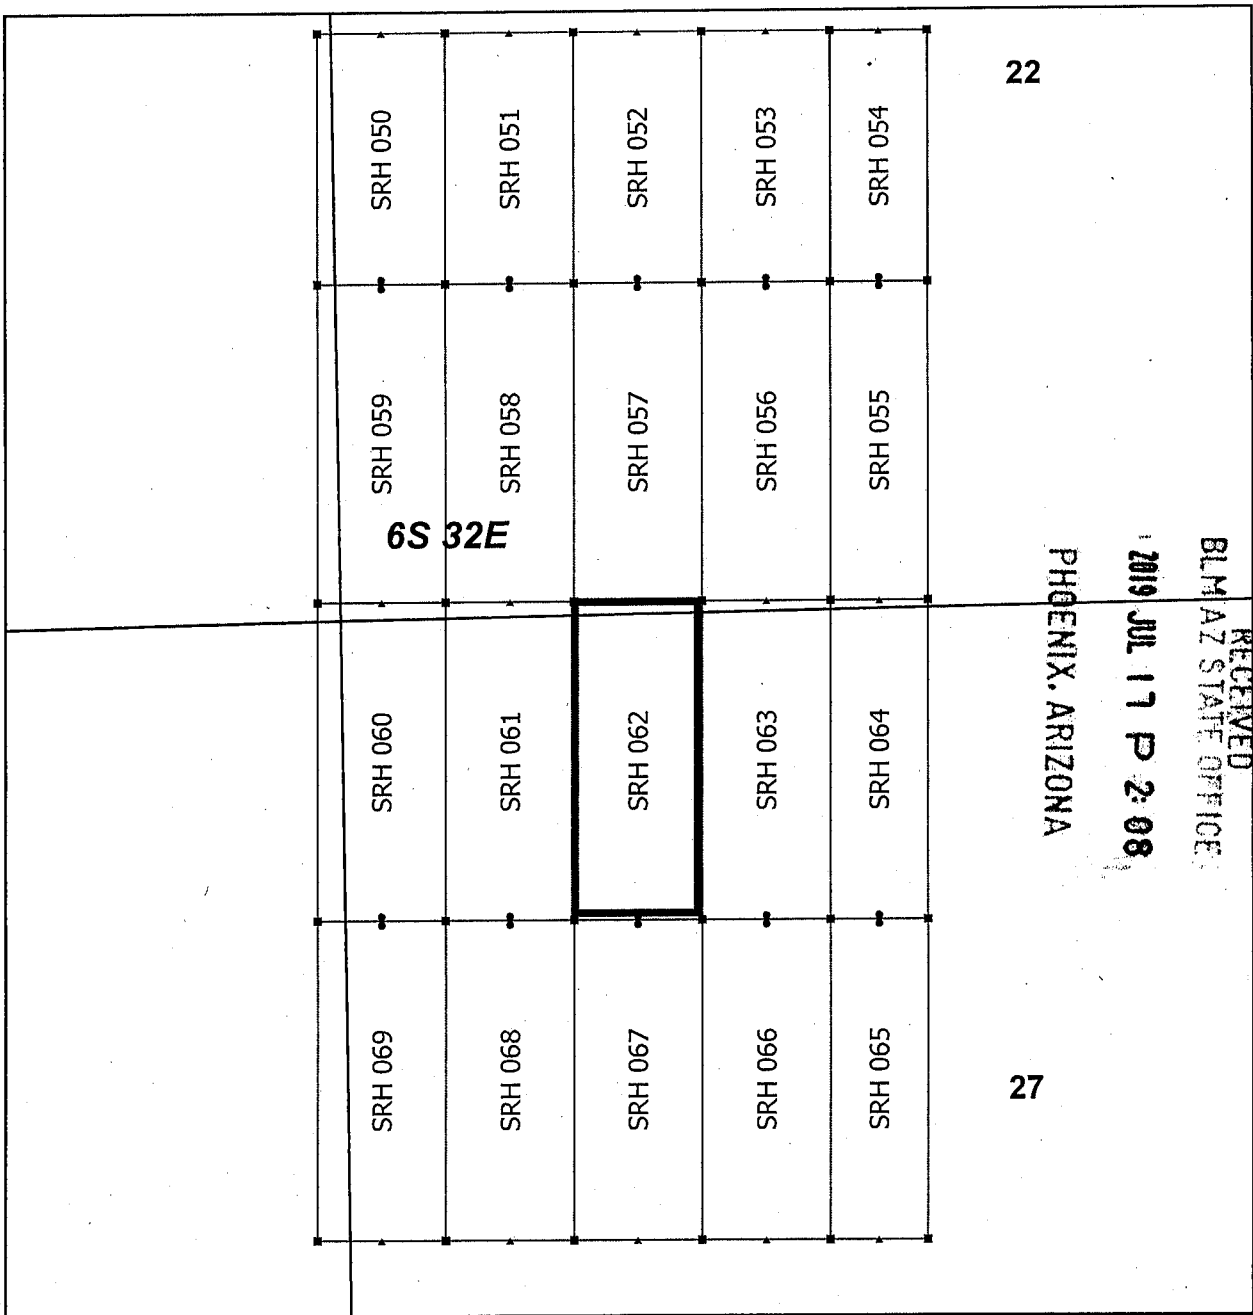 22
SRH 050
SRH 051
SRH 052
SRH 053
SRH 054
SRH 059
SRH 058
SRH 057
SRH 056
SRH 055
6S 32E
SRH 060
SRH 061
SRH 062
SRH 063
SRH 064
RECEIVED
BLM AZ STATE OFFICE
2019 JUL 17 P 2:08
PHOENIX, ARIZONA
SRH 069
SRH 068
SRH 067
SRH 066
SRH 065
27